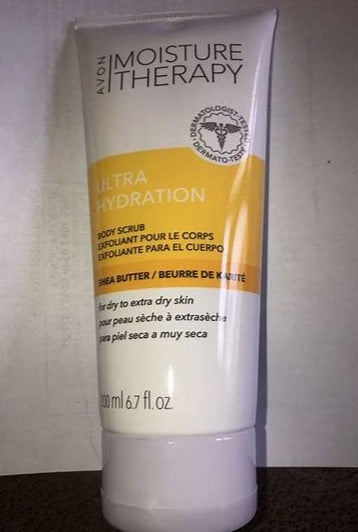 AVON
MOISTURE
THERAPY
DERMATOLOGIST-TESTED
DERMATO-TESTÉ
ULTRA
HYDRATION
BODY SCRUB
EXFOLIANT POUR LE CORPS
EXFOLIANTE PARA EL CUERPO
SHEA BUTTER / BEURRE DE KARITÉ
for dry to extra dry skin
pour peau sèche à extrasèche
para piel seca a muy seca
200 ml 6.7 fl. oz.